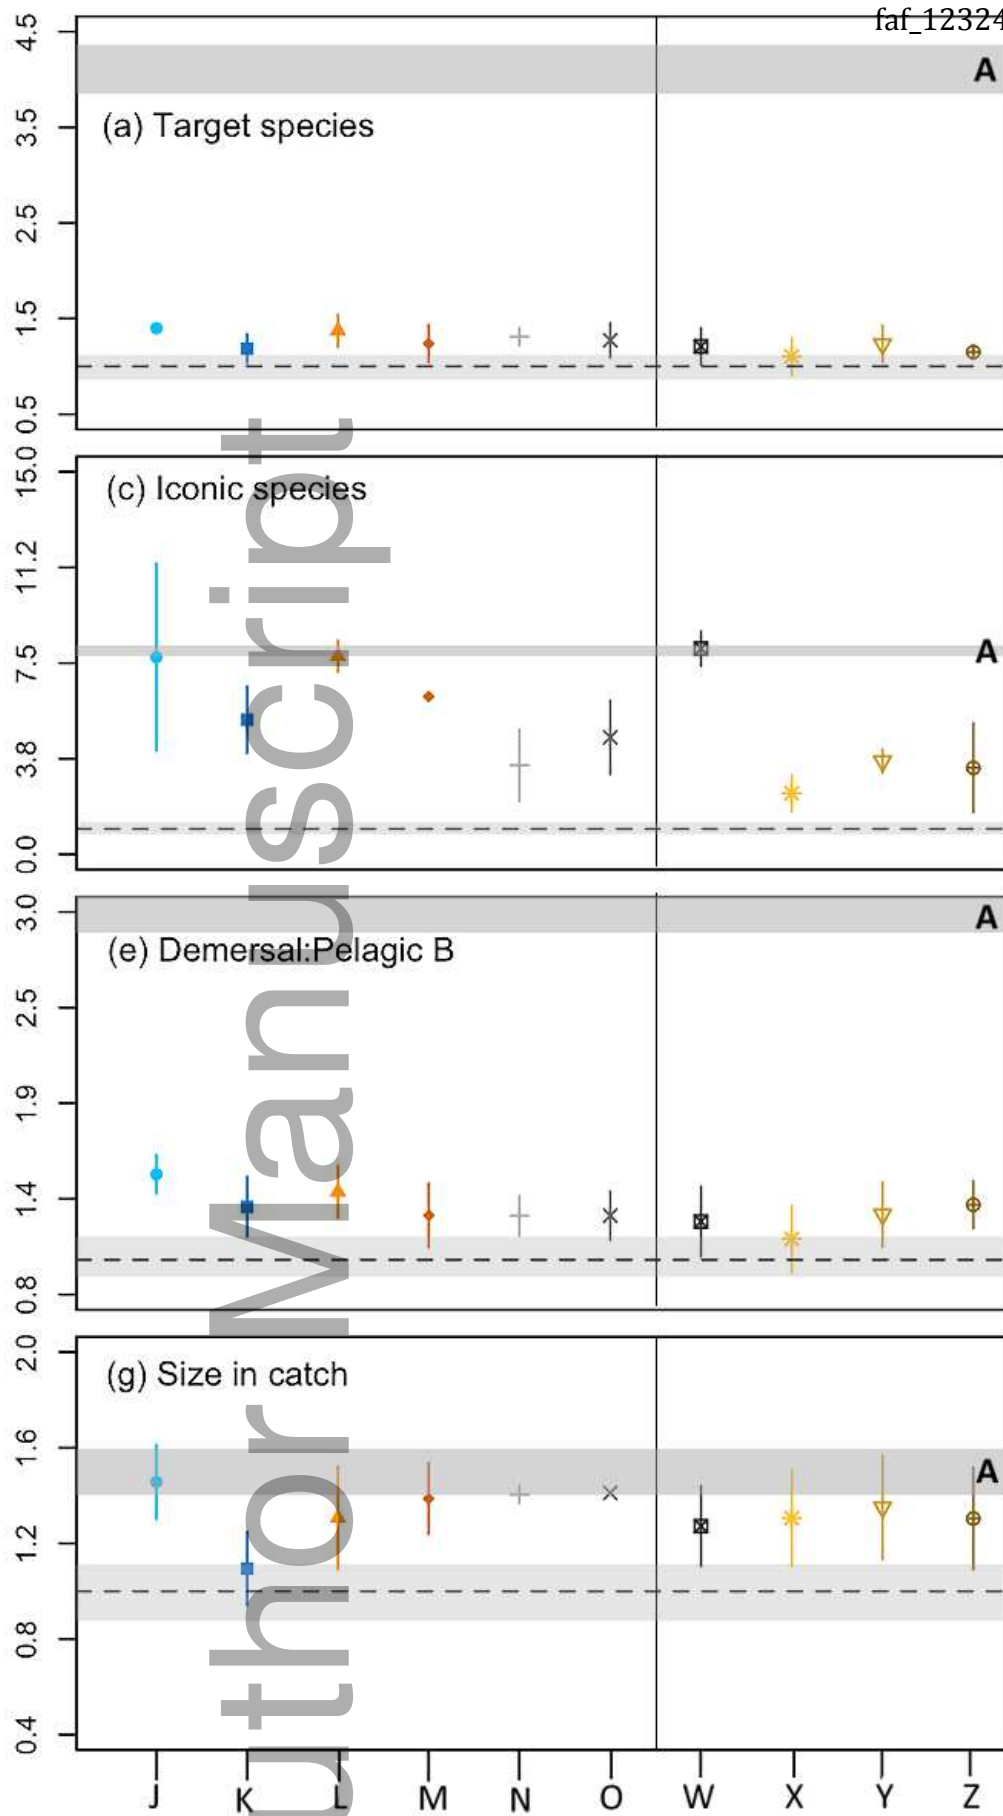 faf_12324
4.5
A
3.5
(a) Target species
2.5
1.5
0.5
15.0
(c) Iconic species
11.2
7.5
A
3.8
0.0
3.0
A
(e) Demersal:Pelagic B
2.5
1.9
1.4
0.8
2.0
(g) Size in catch
1.6
A
1.2
0.8
0.4
J K L M N O W X Y Z
uthor Manuscript